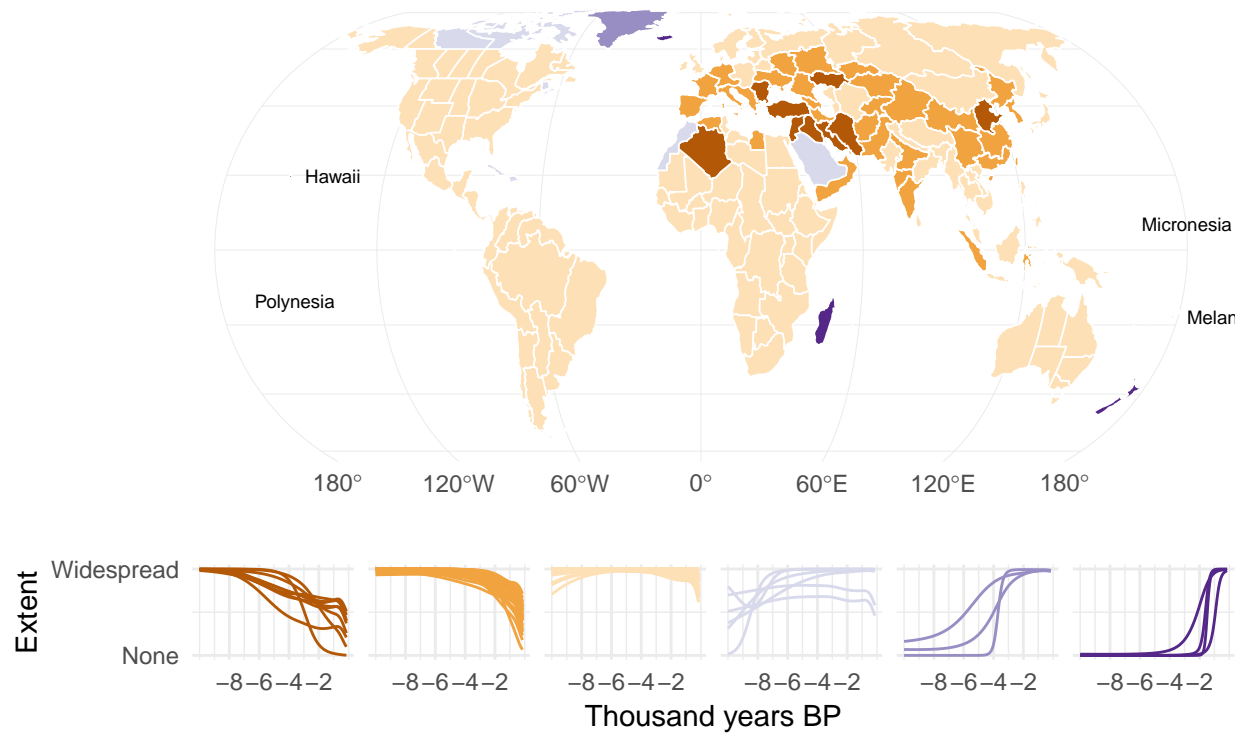 Hawaii
Micronesia
Polynesia
Melan
180° 120°W 60°W 0° 60°E 120°E 180°
Extent
Widespread
None
−8 −6 −4 −2 −8 −6 −4 −2 −8 −6 −4 −2 −8 −6 −4 −2 −8 −6 −4 −2 −8 −6 −4 −2
Thousand years BP